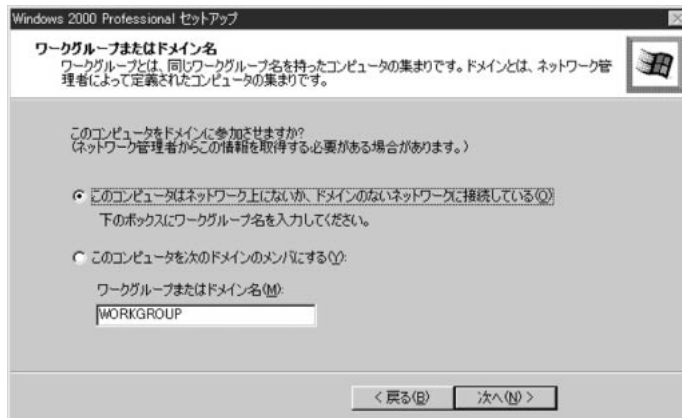 Windows 2000 Professional セットアップ
ワークグループまたはドメイン名
ワークグループとは、同じワークグループ名を持ったコンピュータの集まりです。ドメインとは、ネットワーク管
理者によって定義されたコンピュータの集まりです。
このコンピュータをドメインに参加させますか?
(ネットワーク管理者からこの情報を取得する必要がある場合があります。)
このコンピュータはネットワーク上にないか、ドメインのないネットワークに接続している(O)
下のボックスにワークグループ名を入力してください。
このコンピュータを次のドメインのメンバにする(Y):
ワークグループまたはドメイン名(M):
WORKGROUP
< 戻る(B)
次へ(N) >